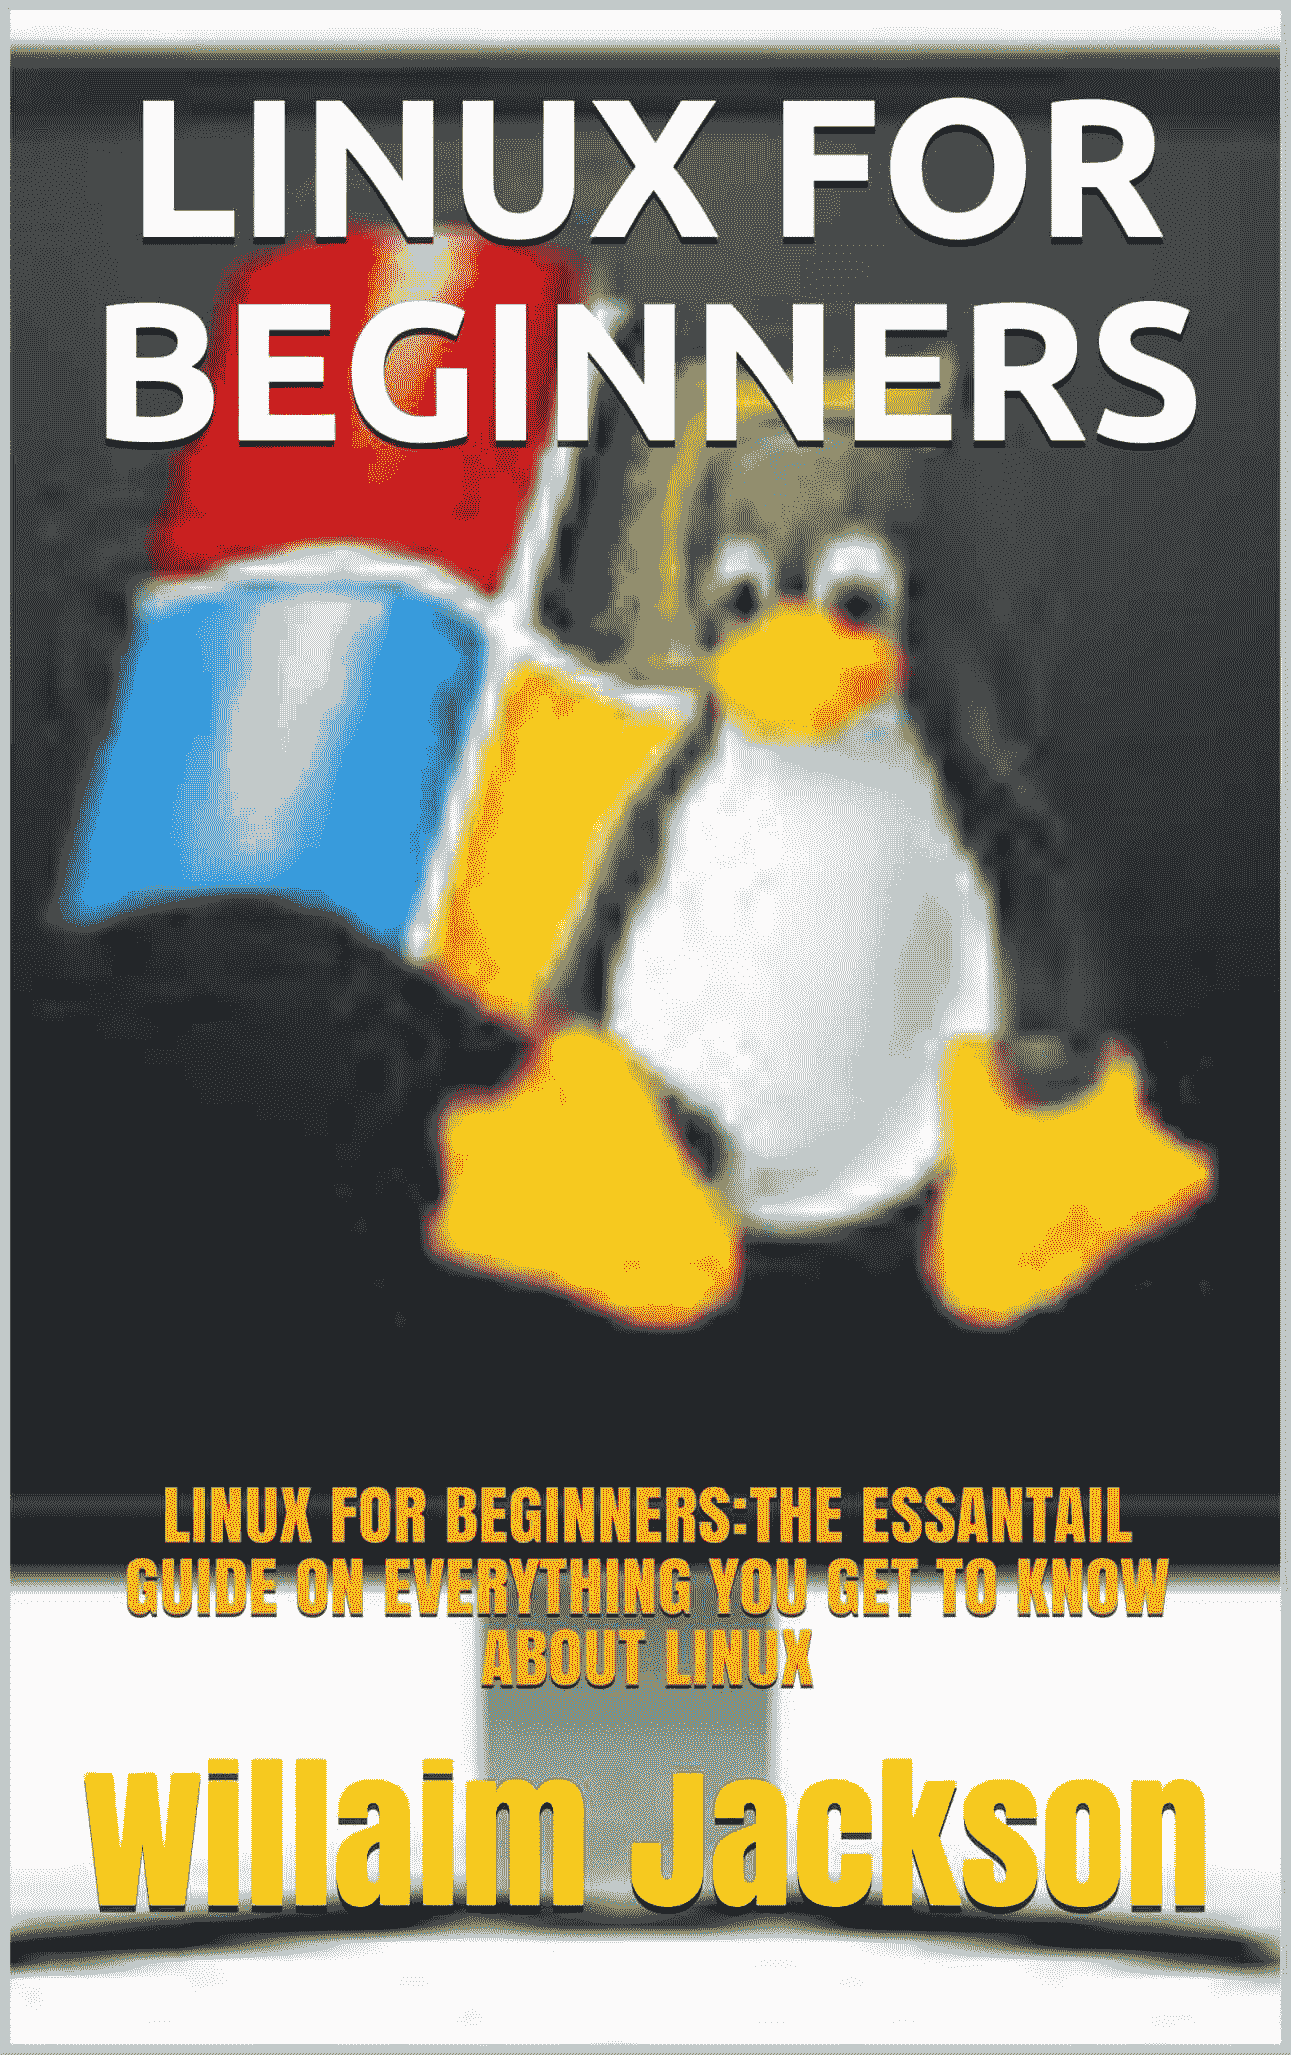 LINUX FOR
BEGINNERS
LINUX FOR BEGINNERS:THE ESSANTAIL
GUIDE ON EVERYTHING YOU GET TO KNOW
ABOUT LINUX
Willaim Jackson